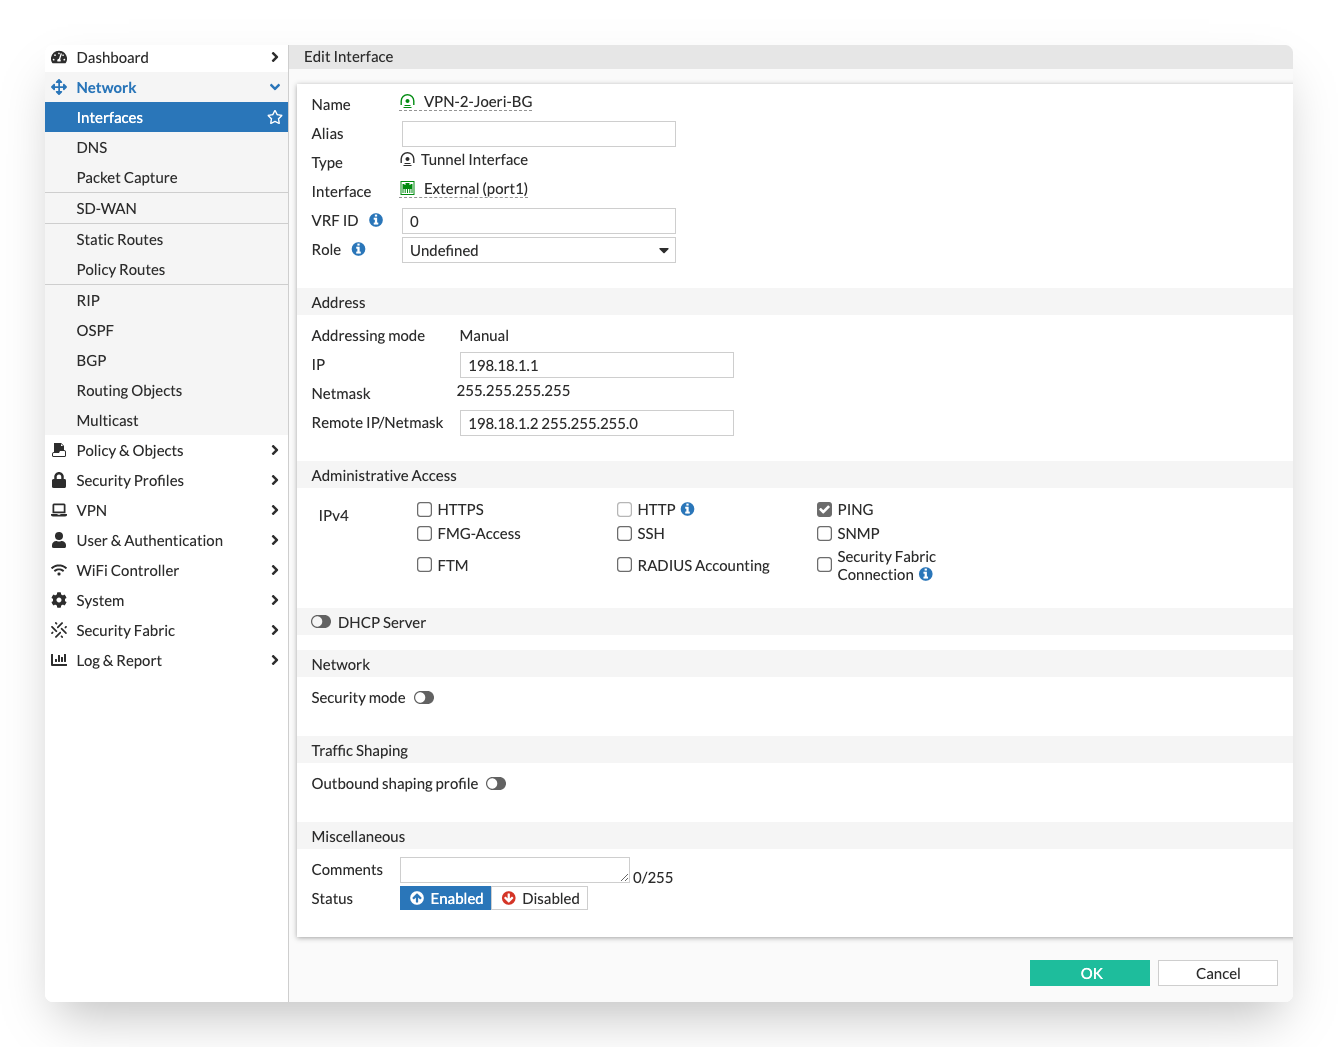 Dashboard
Network
Interfaces
DNS
Packet Capture
SD-WAN
Static Routes
Policy Routes
RIP
OSPF
BGP
Routing Objects
Multicast
Policy & Objects
Security Profiles
VPN
User & Authentication
WiFi Controller
System
Security Fabric
Log & Report
Edit Interface
Name VPN-2-Joeri-BG
Alias
Type Tunnel Interface
Interface External (port1)
VRF ID 0
Role Undefined
Address
Addressing mode Manual
IP 198.18.1.1
Netmask 255.255.255.255
Remote IP/Netmask 198.18.1.2 255.255.255.0
Administrative Access
IPv4 HTTPS HTTP PING
FMG-Access SSH SNMP
FTM RADIUS Accounting Security Fabric
Connection
DHCP Server
Network
Security mode
Traffic Shaping
Outbound shaping profile
Miscellaneous
Comments 0/255
Status Enabled Disabled
OK Cancel